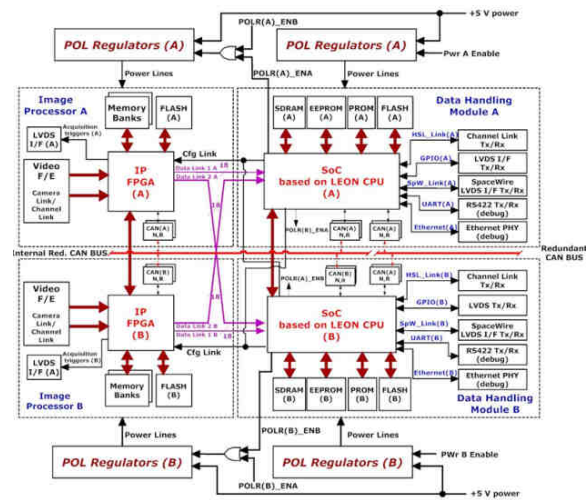 POLR(A)_ENB
+5 V power
POL Regulators (A)
POL Regulators (A)
Pwr A Enable
Power Lines
POLR(A)_ENA
Power Lines
Image
Processor A
Memory
Banks
FLASH
(A)
SDRAM
(A)
EEPROM
(A)
PROM
(A)
FLASH
(A)
Data Handling
Module A
LVDS
I/F (A)
Acquisition
triggers (A)
Cfg Link
HSL_Link(A)
Channel Link
Tx/Rx
Video
F/E
Camera Link/
Channel Link
IP
FPGA
(A)
Data Link 1 A
Data Link 2 A
18
SoC
based on LEON CPU
(A)
GPIO(A)
LVDS I/F
Tx/Rx
SpW_Link(A)
SpaceWire
LVDS I/F Tx/Rx
18
UART(A)
RS422 Tx/Rx
(debug)
CAN(A)
N,R
CAN(A)
N,R
CAN(A)
N,R
Ethernet(A)
Ethernet PHY
(debug)
POLR(B)_ENA
Internal Red. CAN BUS
Redundant
CAN BUS
CAN(B)
N,R
POLR(A)_ENB
CAN(B)
N,R
CAN(A)
N,R
HSL_Link(B)
Channel Link
Tx/Rx
Video
F/E
Camera
Link/
Channel Link
IP
FPGA
(B)
18
Data Link 2 B
Data Link 1 B
18
Cfg Link
SoC
based on LEON CPU
(B)
GPIO(B)
LVDS Tx/Rx
SpW_Link(B)
SpaceWire
LVDS I/F Tx/Rx
UART(B)
RS422 Tx/Rx
(debug)
LVDS
I/F (A)
Acquisition
triggers (B)
Ethernet(B)
Ethernet PHY
(debug)
Memory
Banks
FLASH
(B)
SDRAM
(B)
EEPROM
(B)
PROM
(B)
FLASH
(B)
Image
Processor B
Data Handling
Module B
Power Lines
POLR(B)_ENB
Power Lines
POL Regulators (B)
POL Regulators (B)
PWr B Enable
POLR(B)_ENA
+5 V power